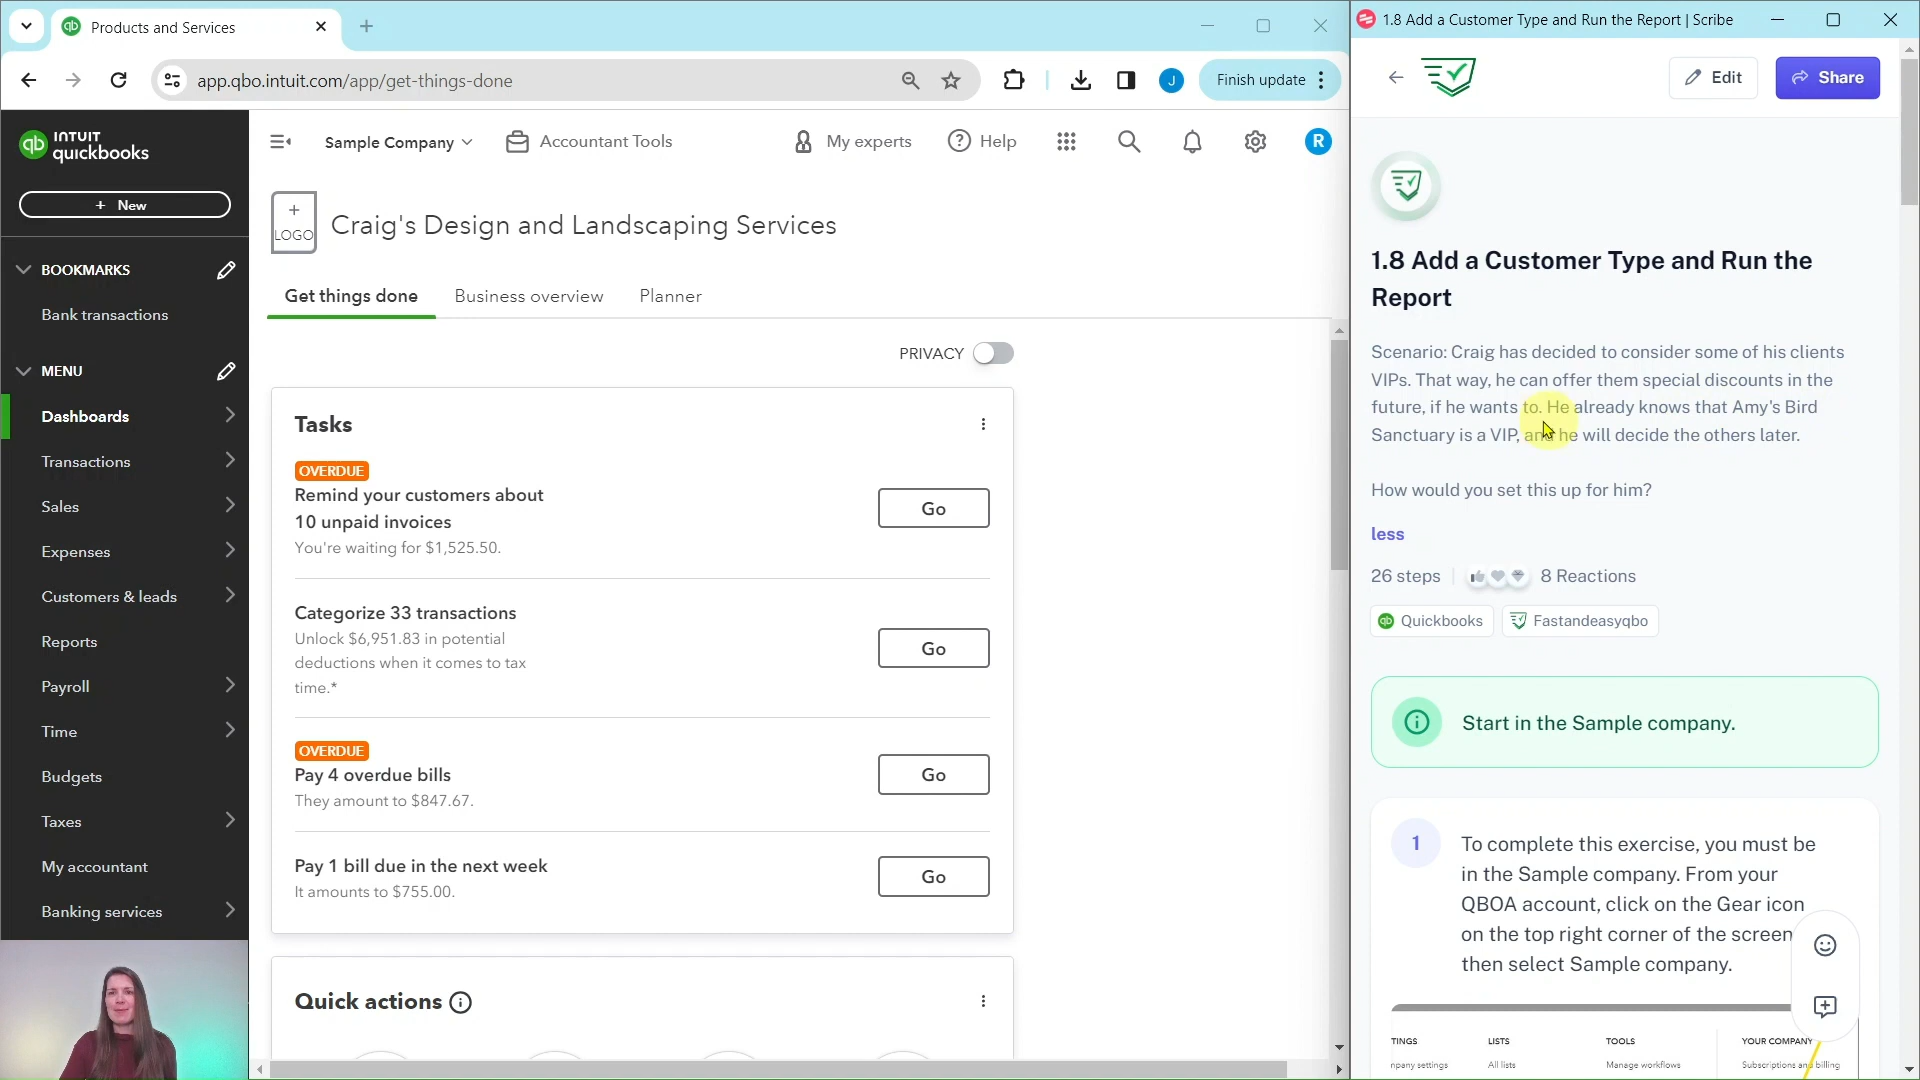 Products and Services
app.qbo.intuit.com/app/get-things-done
Finish update
J
INTUIT
quickbooks
+ New
BOOKMARKS
Bank transactions
MENU
Dashboards
Transactions
Sales
Expenses
Customers & leads
Reports
Payroll
Time
Budgets
Taxes
My accountant
Banking services
Sample Company
Accountant Tools
My experts
Help
R
+
LOGO
Craig's Design and Landscaping Services
Get things done
Business overview
Planner
PRIVACY
Tasks
OVERDUE
Remind your customers about
10 unpaid invoices
You're waiting for $1,525.50.
Go
Categorize 33 transactions
Unlock $6,951.83 in potential
deductions when it comes to tax
time.*
Go
OVERDUE
Pay 4 overdue bills
They amount to $847.67.
Go
Pay 1 bill due in the next week
It amounts to $755.00.
Go
Quick actions
1.8 Add a Customer Type and Run the Report | Scribe
Edit
Share
1.8 Add a Customer Type and Run the
Report
Scenario: Craig has decided to consider some of his clients
VIPs. That way, he can offer them special discounts in the
future, if he wants to. He already knows that Amy's Bird
Sanctuary is a VIP, and he will decide the others later.
How would you set this up for him?
less
26 steps
8 Reactions
Quickbooks
Fastandeasyqbo
Start in the Sample company.
1
To complete this exercise, you must be
in the Sample company. From your
QBOA account, click on the Gear icon
on the top right corner of the screen
then select Sample company.
TINGS LISTS TOOLS YOUR COMPANY
npany settings All lists Manage workflows Subscriptions and billing